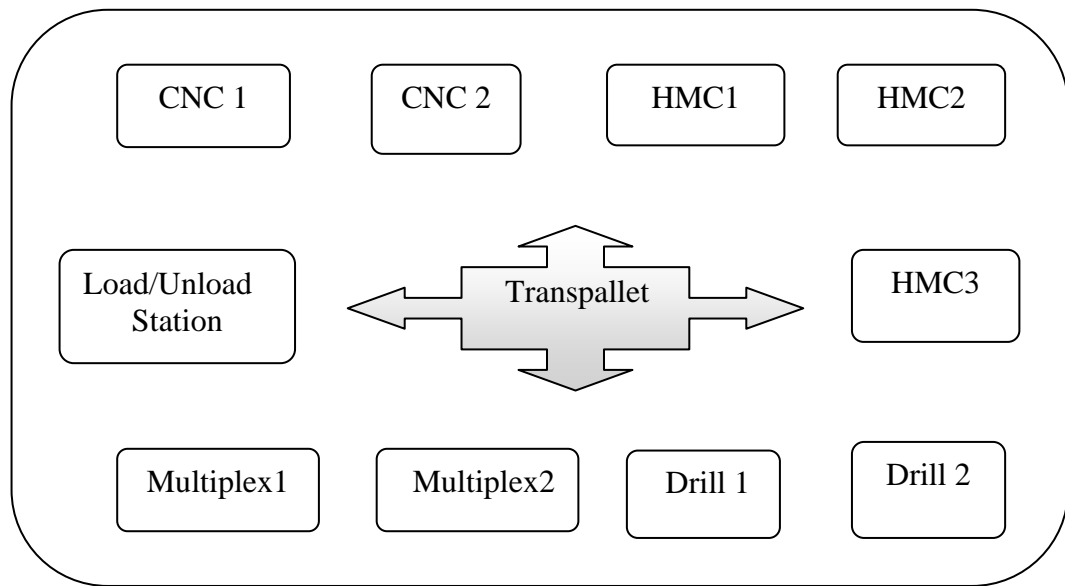 CNC 1
CNC 2
HMC1
HMC2
Load/Unload
Station
Transpallet
HMC3
Multiplex1
Multiplex2
Drill 1
Drill 2